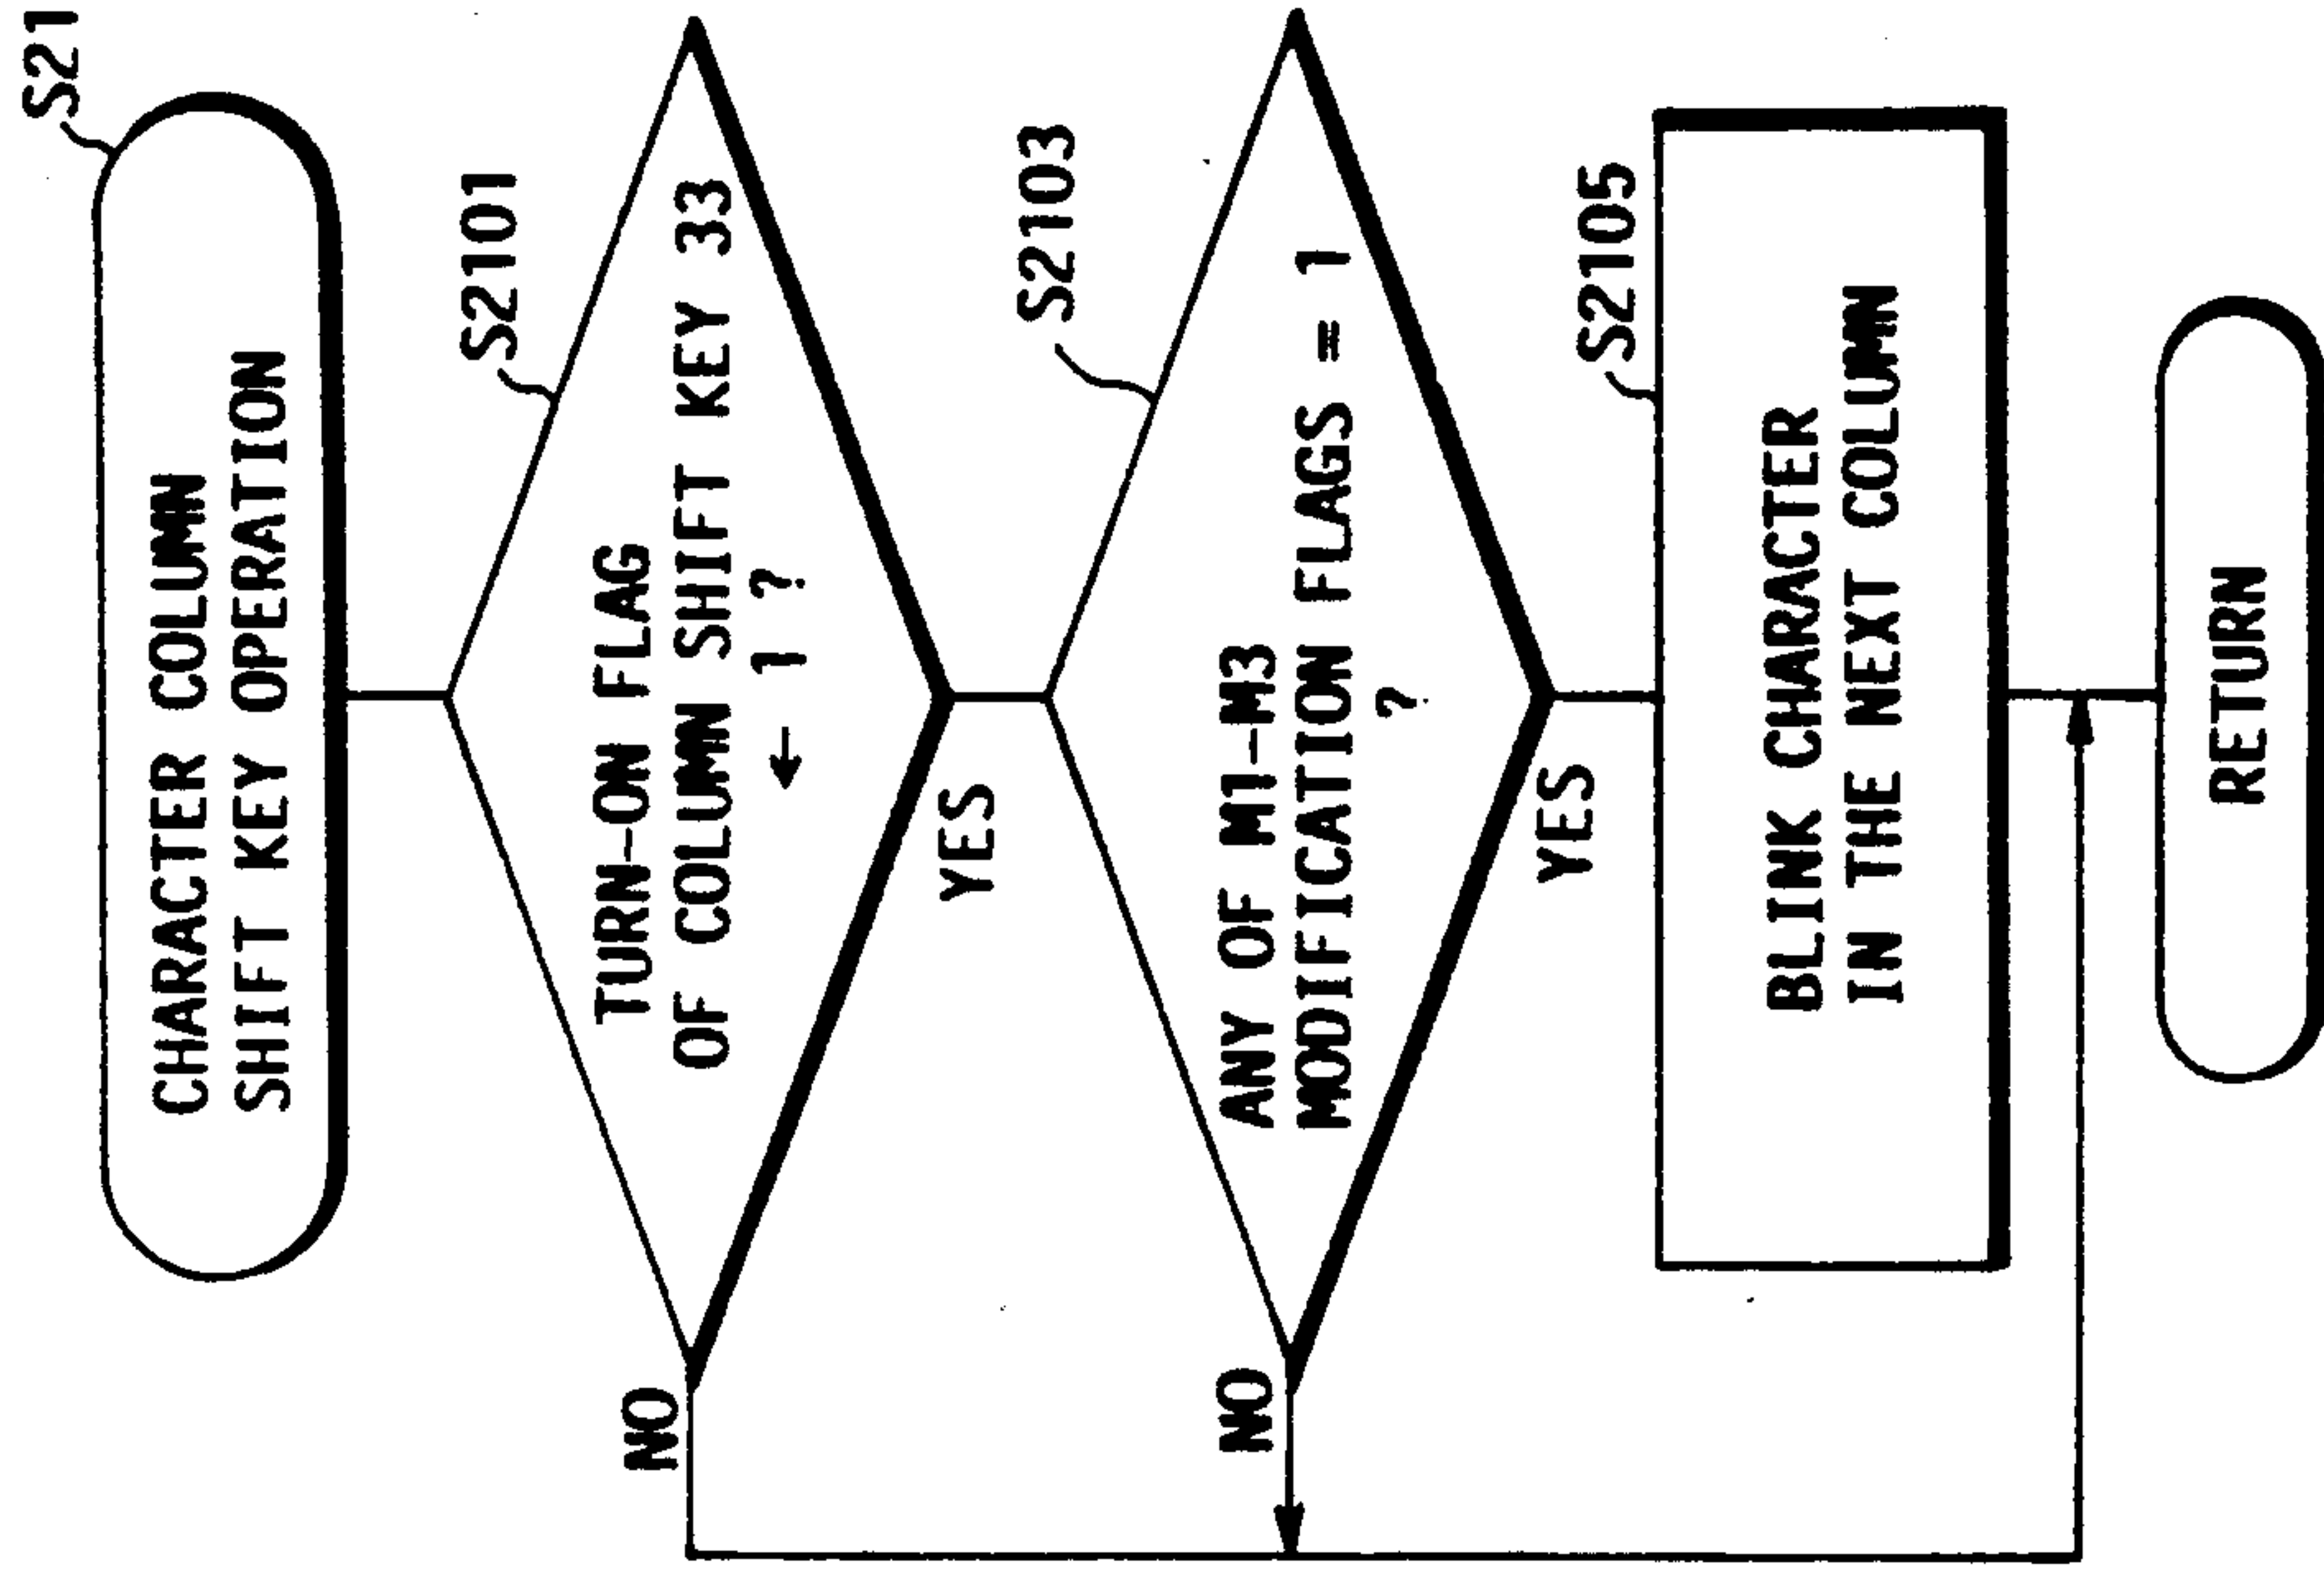 S21
CHARACTER COLUMN
SHIFT KEY OPERATION
S2101
TURN-ON FLAG
OF COLUMN SHIFT KEY 33
← 1 ?
NO
YES
S2103
ANY OF M1-M3
MODIFICATION FLAGS = 1
?
NO
YES
S2105
BLINK CHARACTER
IN THE NEXT COLUMN
RETURN